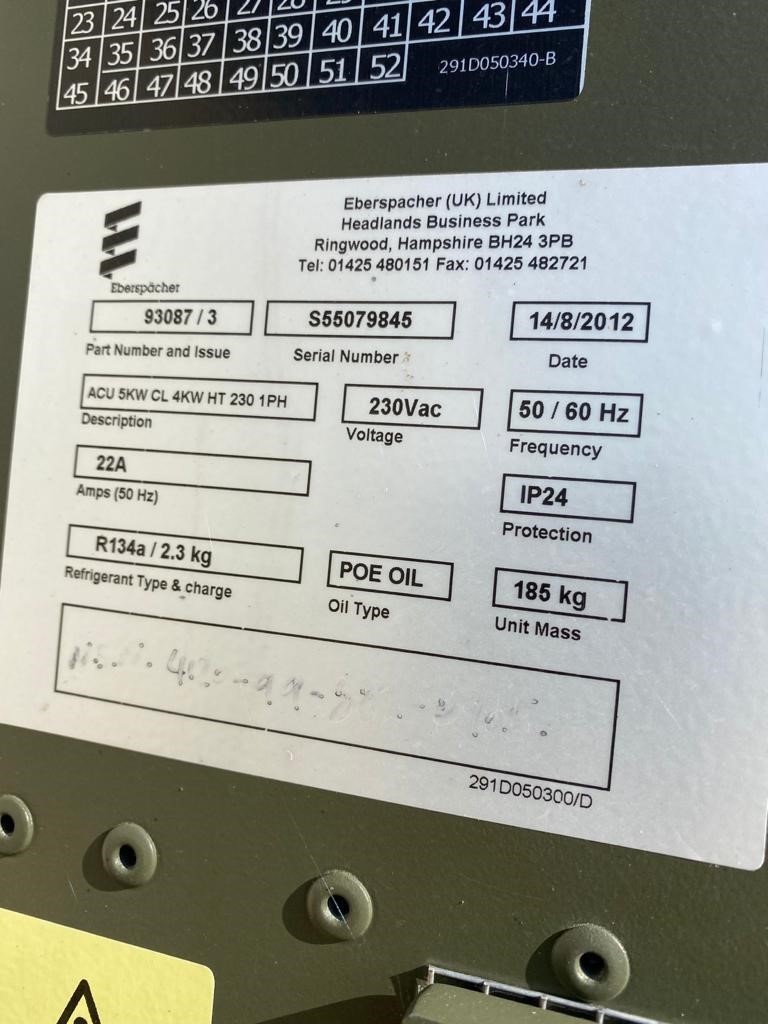 23 24 25 26 27 28
34 35 36 37 38 39 40 41 42 43 44
45 46 47 48 49 50 51 52 291D050340-B
Eberspächer
Eberspacher (UK) Limited
Headlands Business Park
Ringwood, Hampshire BH24 3PB
Tel: 01425 480151 Fax: 01425 482721
93087 / 3 S55079845 14/8/2012
Part Number and Issue Serial Number Date
ACU 5KW CL 4KW HT 230 1PH 230Vac 50 / 60 Hz
Description Voltage Frequency
22A IP24
Amps (50 Hz) Protection
R134a / 2.3 kg POE OIL 185 kg
Refrigerant Type & charge Oil Type Unit Mass
291D050300/D